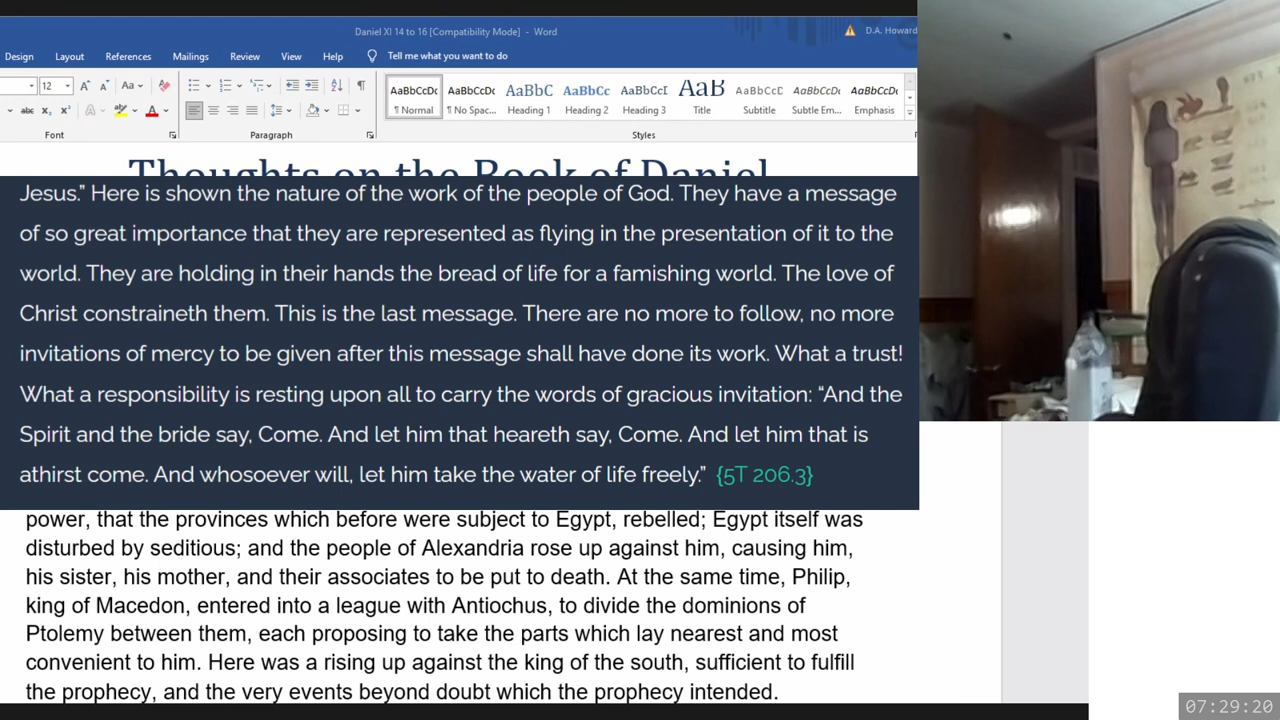 Daniel XI 14 to 16 [Compatibility Mode] - Word
D.A. Howard
Design Layout References Mailings Review View Help Tell me what you want to do
12 Aa
AaBbCcDc AaBbCcDc AaBbC AaBbCc AaBbCcD AaB AaBbCcD AaBbCcDc AaBbCcDc
¶ Normal ¶ No Spac... Heading 1 Heading 2 Heading 3 Title Subtitle Subtle Em... Emphasis
Font Paragraph Styles
Thoughts on the Book of Daniel
Jesus.” Here is shown the nature of the work of the people of God. They have a message
of so great importance that they are represented as flying in the presentation of it to the
world. They are holding in their hands the bread of life for a famishing world. The love of
Christ constraineth them. This is the last message. There are no more to follow, no more
invitations of mercy to be given after this message shall have done its work. What a trust!
What a responsibility is resting upon all to carry the words of gracious invitation: “And the
Spirit and the bride say, Come. And let him that heareth say, Come. And let him that is
athirst come. And whosoever will, let him take the water of life freely.” {5T 206.3}
power, that the provinces which before were subject to Egypt, rebelled; Egypt itself was
disturbed by seditious; and the people of Alexandria rose up against him, causing him,
his sister, his mother, and their associates to be put to death. At the same time, Philip,
king of Macedon, entered into a league with Antiochus, to divide the dominions of
Ptolemy between them, each proposing to take the parts which lay nearest and most
convenient to him. Here was a rising up against the king of the south, sufficient to fulfill
the prophecy, and the very events beyond doubt which the prophecy intended.
07:29:20